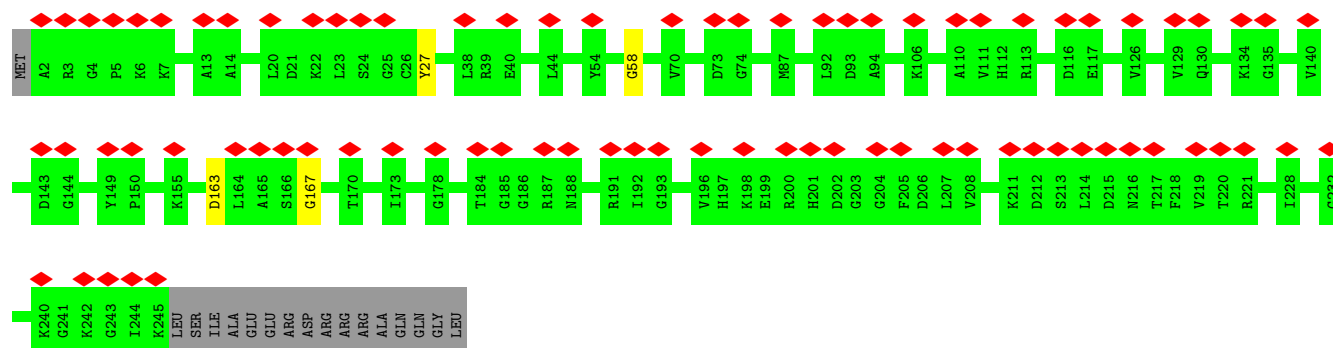 MET A2 R3 G4 P5 K6 K7 A13 A14 L20 D21 K22 L23 S24 G25 C26 Y27 L38 R39 E40 L44 Y54 G58 V70 D73 G74 M87 L92 D93 A94 K106 A110 V111 H112 R113 D116 E117 V126 V129 Q130 K134 G135 V140
D143 G144 Y149 P150 K155 D163 L164 A165 S166 G167 T170 I173 G178 T184 G185 G186 R187 N188 R191 I192 G193 V196 H197 K198 E199 R200 H201 D202 G203 G204 F205 D206 L207 V208 K211 D212 S213 L214 D215 N216 T217 F218 V219 T220 R221 I228 G232
K240 G241 K242 G243 I244 K245 LEU SER ILE ALA GLU GLU ARG ASP ARG ARG ARG ALA GLN GLN GLY LEU